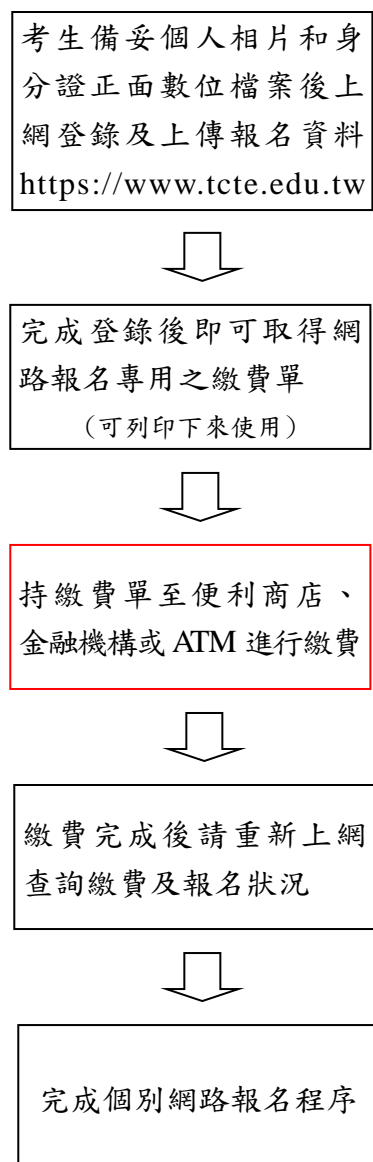 考生備妥個人相片和身
分證正面數位檔案後上
網登錄及上傳報名資料
https://www.tcte.edu.tw
完成登錄後即可取得網
路報名專用之繳費單
（可列印下來使用）
持繳費單至便利商店、
金融機構或 ATM 進行繳費
繳費完成後請重新上網
查詢繳費及報名狀況
完成個別網路報名程序